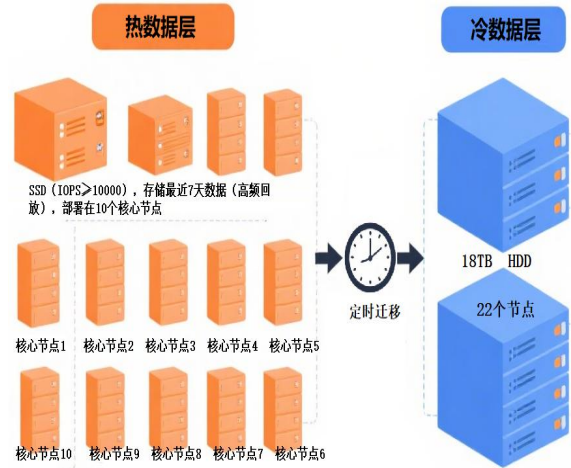 热数据层
冷数据层
SSD（IOPS≥10000），存储最近7天数据（高频回
放），部署在10个核心节点
18TB HDD
22个节点
定时迁移
核心节点1
核心节点2
核心节点3
核心节点4
核心节点5
核心节点10
核心节点9
核心节点8
核心节点7
核心节点6